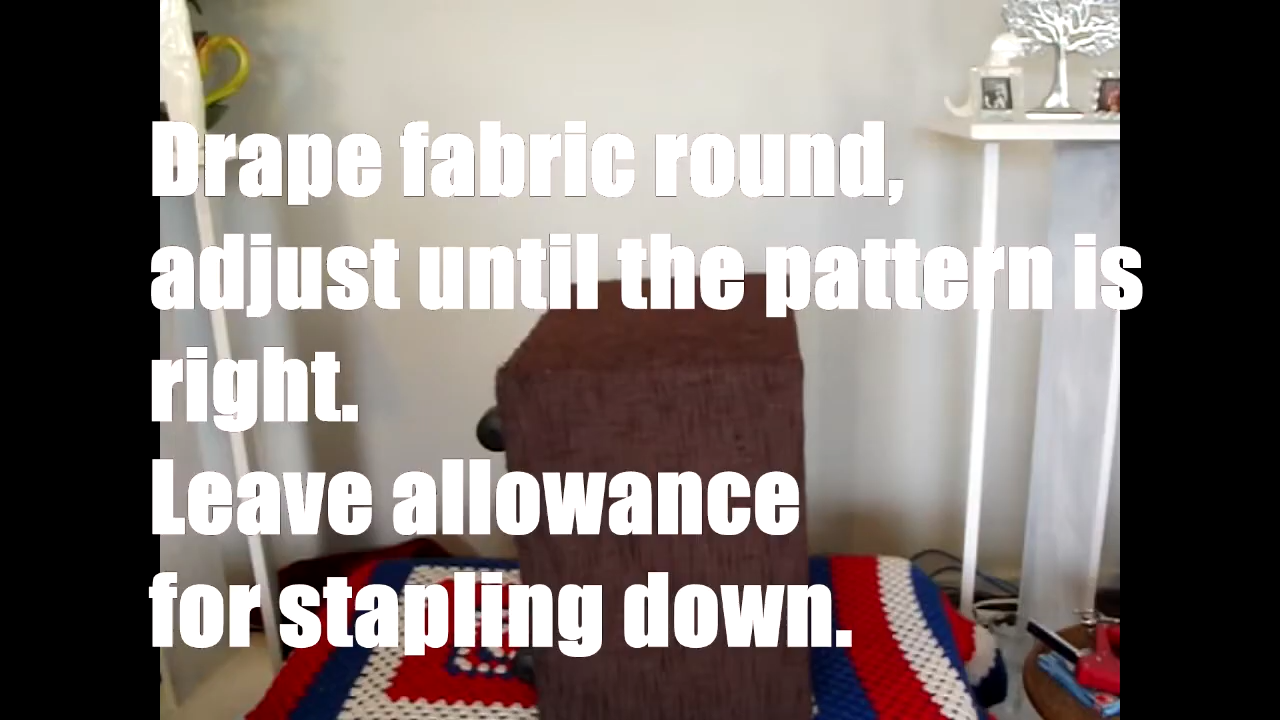 Drape fabric round,
adjust until the pattern is
right.
Leave allowance
for stapling down.